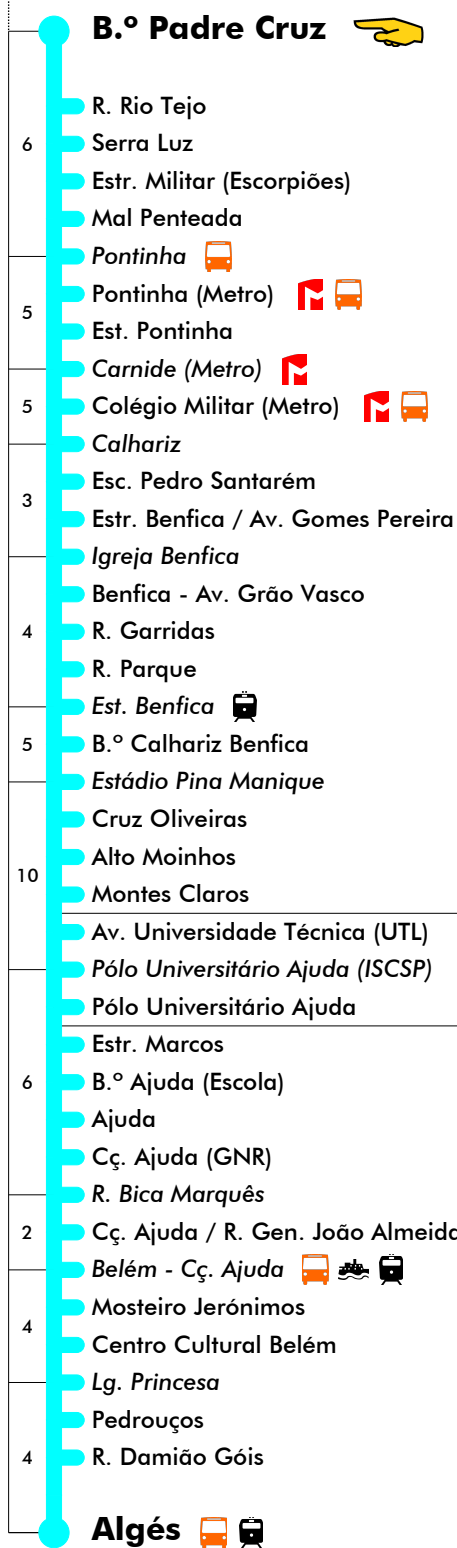 B.º Padre Cruz
R. Rio Tejo
6
Serra Luz
Estr. Militar (Escorpiões)
Mal Penteada
Pontinha
Pontinha (Metro)
5
Est. Pontinha
Carnide (Metro)
5
Colégio Militar (Metro)
Calhariz
Esc. Pedro Santarém
3
Estr. Benfica / Av. Gomes Pereira
Igreja Benfica
Benfica - Av. Grão Vasco
4
R. Garridas
R. Parque
Est. Benfica
5
B.º Calhariz Benfica
Estádio Pina Manique
Cruz Oliveiras
Alto Moinhos
10
Montes Claros
Av. Universidade Técnica (UTL)
Pólo Universitário Ajuda (ISCSP)
Pólo Universitário Ajuda
Estr. Marcos
6
B.º Ajuda (Escola)
Ajuda
Cç. Ajuda (GNR)
R. Bica Marquês
2
Cç. Ajuda / R. Gen. João Almeida
Belém - Cç. Ajuda
Mosteiro Jerónimos
4
Centro Cultural Belém
Lg. Princesa
Pedrouços
4
R. Damião Góis
Algés